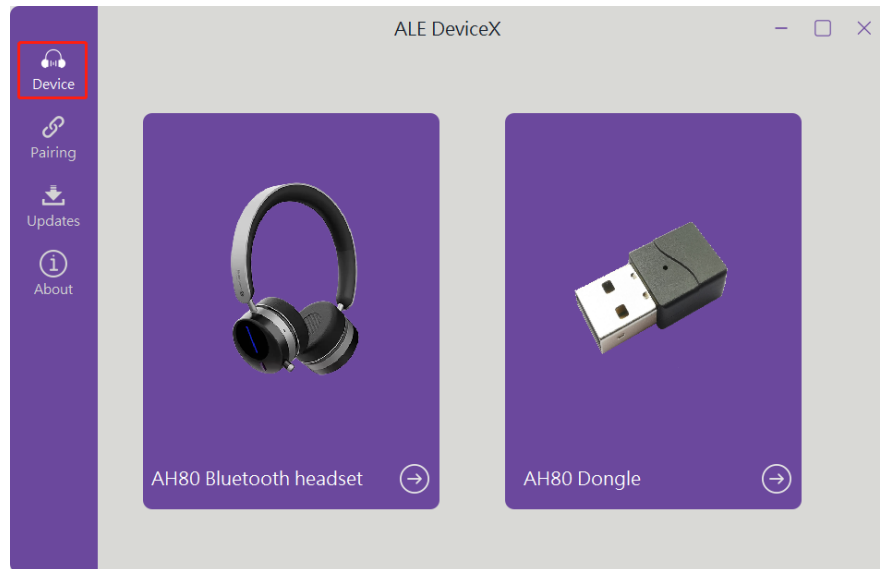 ALE DeviceX
Device
Pairing
Updates
About
AH80 Bluetooth headset
AH80 Dongle